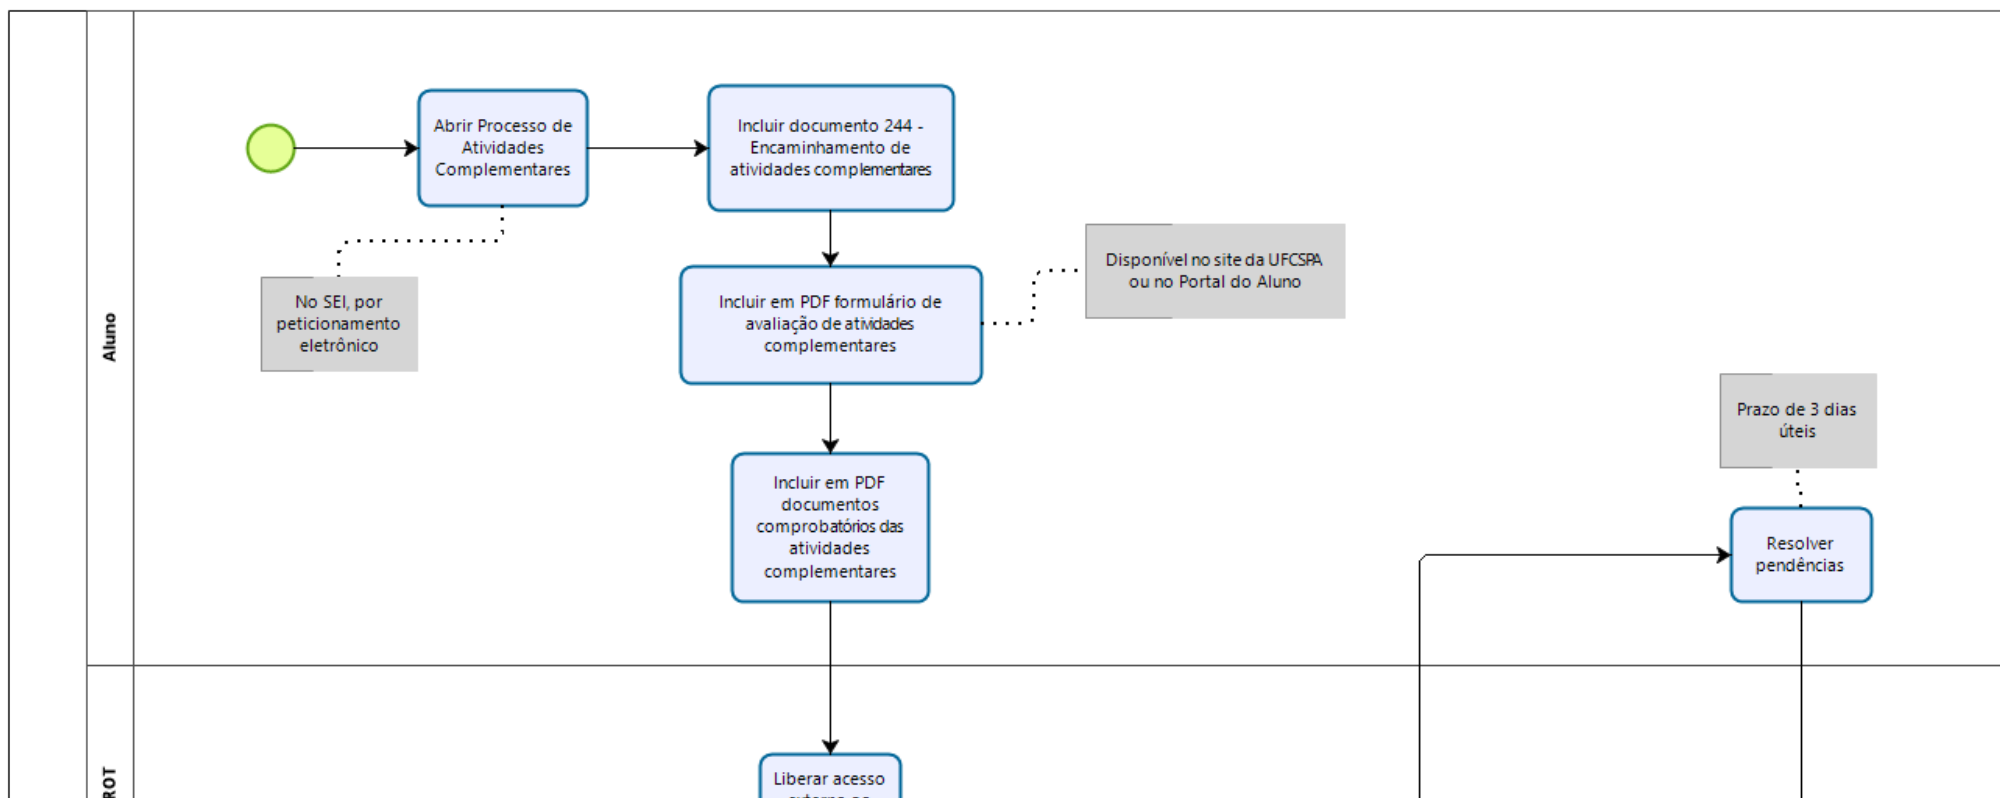 Aluno
Abrir Processo de
Atividades
Complementares
Incluir documento 244 -
Encaminhamento de
atividades complementares
No SEI, por
peticionamento
eletrônico
Disponível no site da UFCSPA
ou no Portal do Aluno
Incluir em PDF formulário de
avaliação de atividades
complementares
Incluir em PDF
documentos
comprobatórios das
atividades
complementares
Prazo de 3 dias
úteis
Resolver
pendências
ROT
Liberar acesso